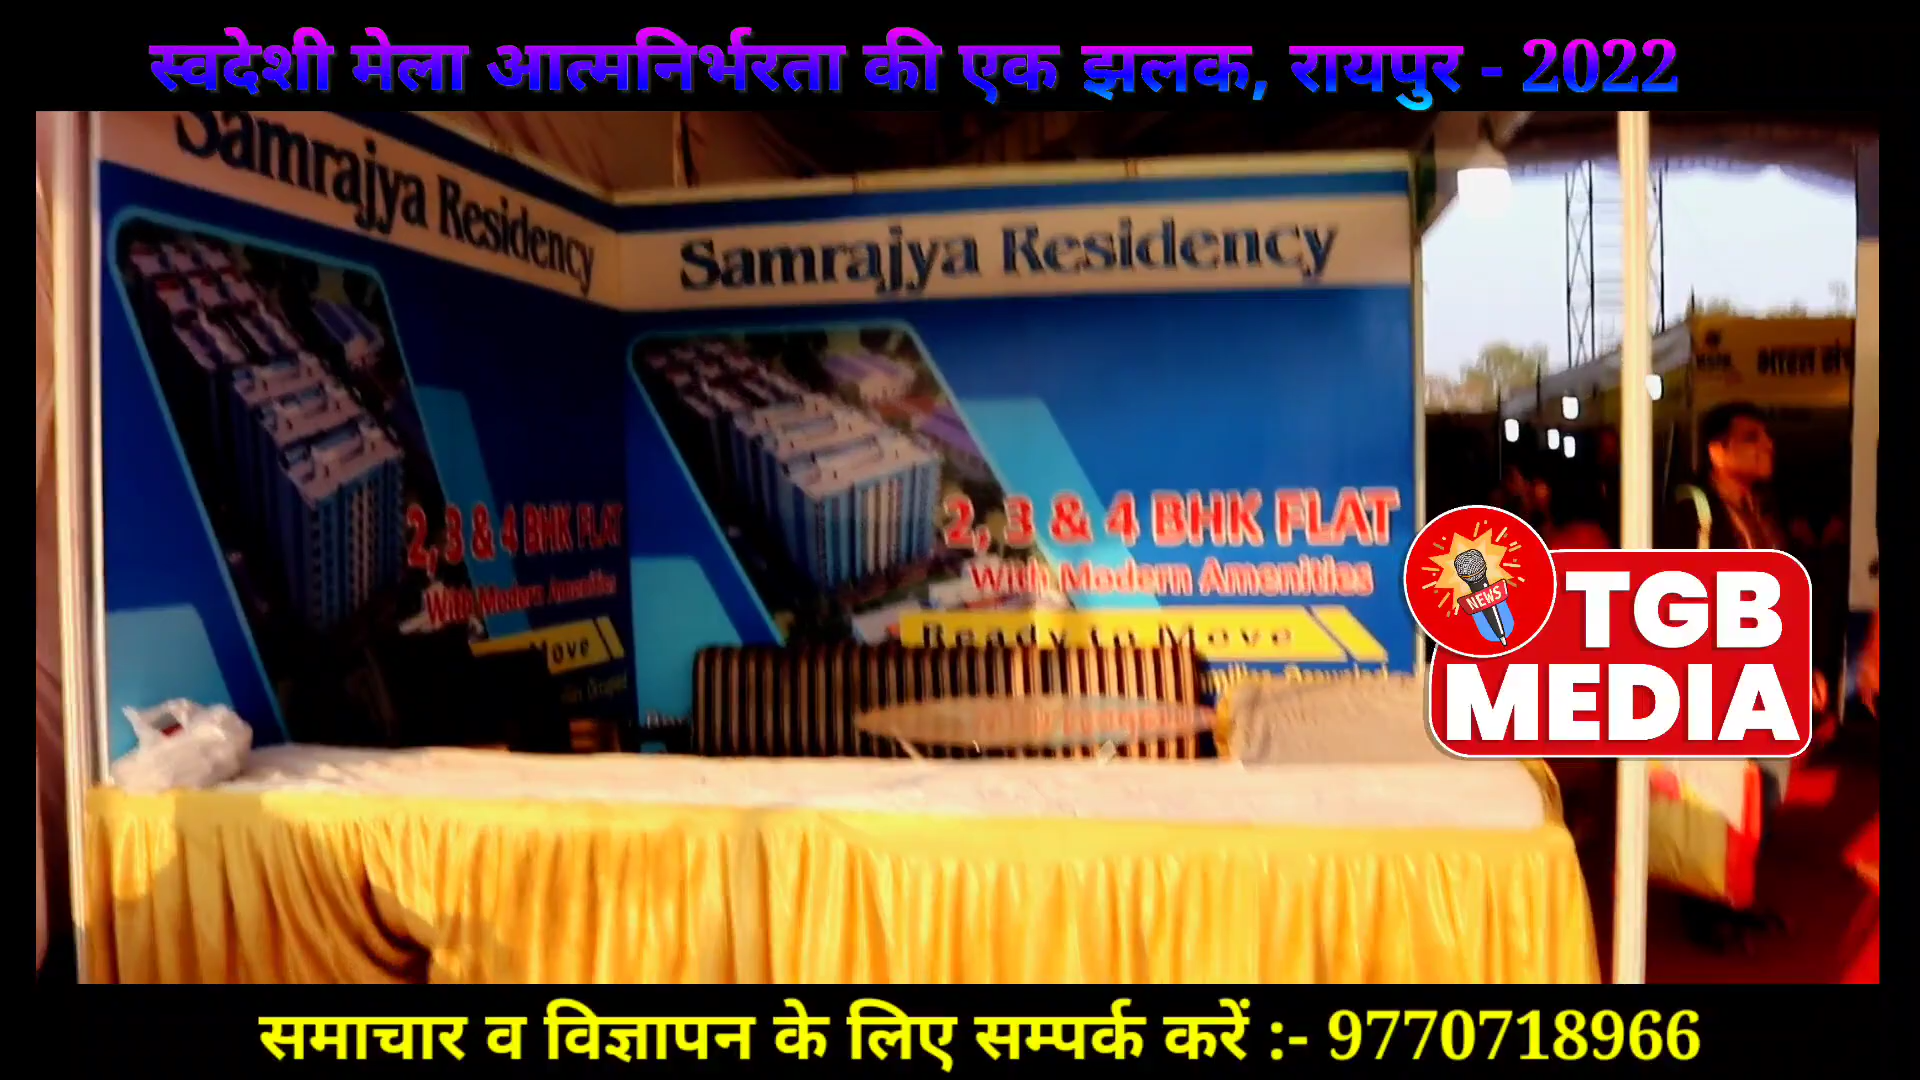 स्वदेशी मेला आत्मनिर्भरता की एक झलक, रायपुर - 2022
Samrajya Residency
Samrajya Residency
2, 3 & 4 BHK FLAT
With Modern Amenities
Move
2, 3 & 4 BHK FLAT
With Modern Amenities
Ready to Move
NEWS
TGB
MEDIA
समाचार व विज्ञापन के लिए सम्पर्क करें :- 9770718966